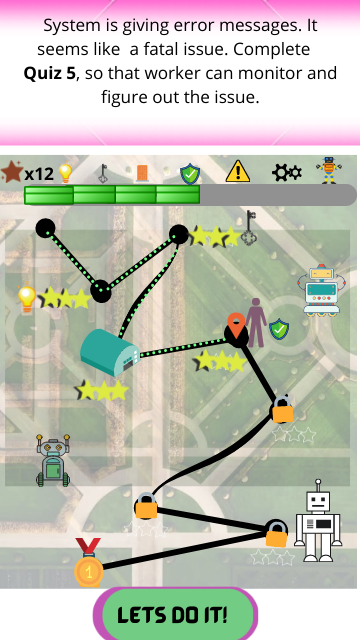 System is giving error messages. It
seems like a fatal issue. Complete
Quiz 5, so that worker can monitor and
figure out the issue.
x12
1
LETS DO IT!